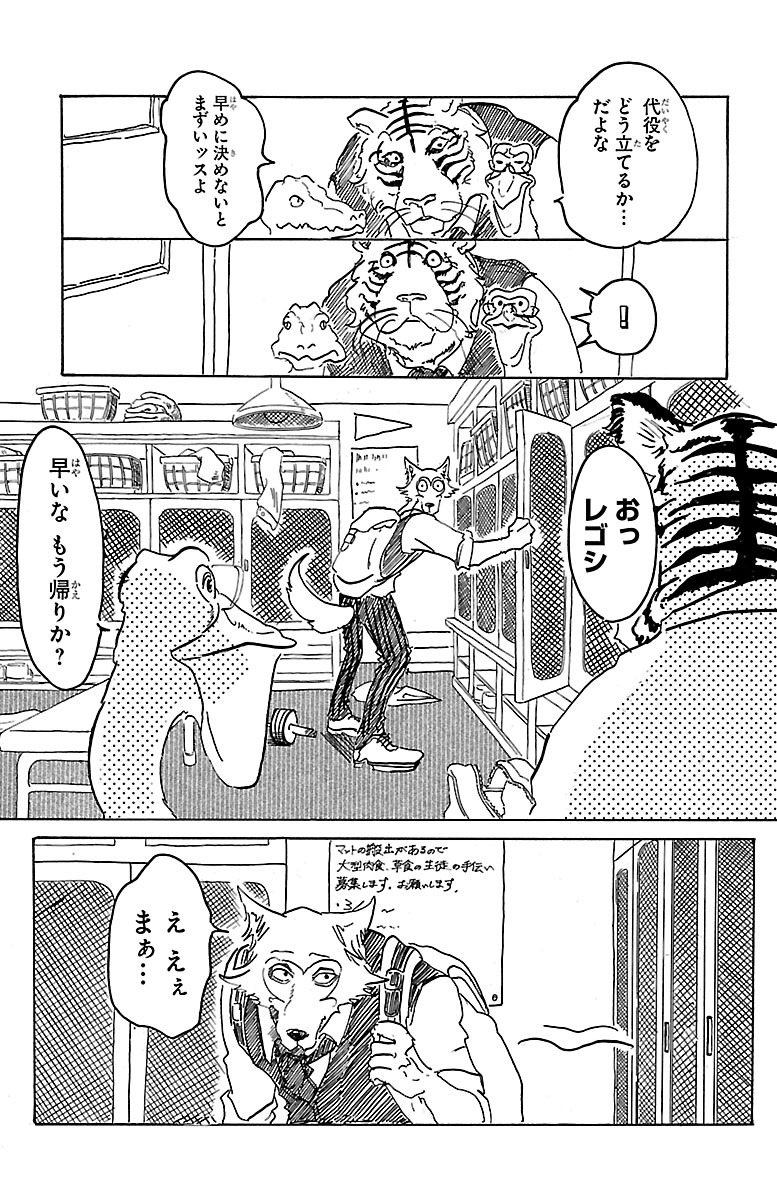 代役を
どう立てるか…
だよな
早めに決めないと
まずいッスよ
!
おっ
レゴシ
早いな もう帰りか?
マットの搬出があるので
大型肉食、草食の生徒の手伝い
募集します。お願いします。
え ええ
まぁ…